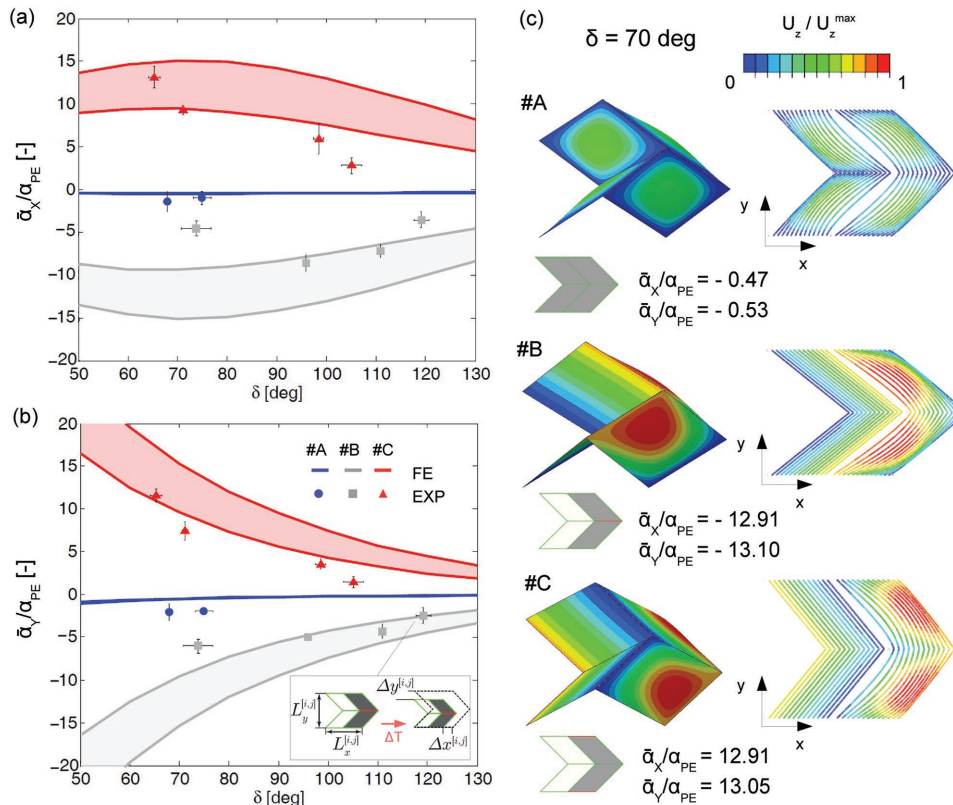 (a)
ᾱX/αPE [-]
20
15
10
5
0
−5
−10
−15
−20
50 60 70 80 90 100 110 120 130
δ [deg]
(b)
ᾱY/αPE [-]
20
15
10
5
0
−5
−10
−15
-20
#A #B #C
FE
EXP
Ly[i,j]
Lx[i,j]
ΔT
Δy[i,j]
Δx[i,j]
50 60 70 80 90 100 110 120 130
δ [deg]
(c)
δ = 70 deg
Uz / Uzmax
0 1
#A
y
x
ᾱX/αPE = - 0.47
ᾱY/αPE = - 0.53
#B
y
x
ᾱX/αPE = - 12.91
ᾱY/αPE = - 13.10
#C
y
x
ᾱX/αPE = 12.91
ᾱY/αPE = 13.05